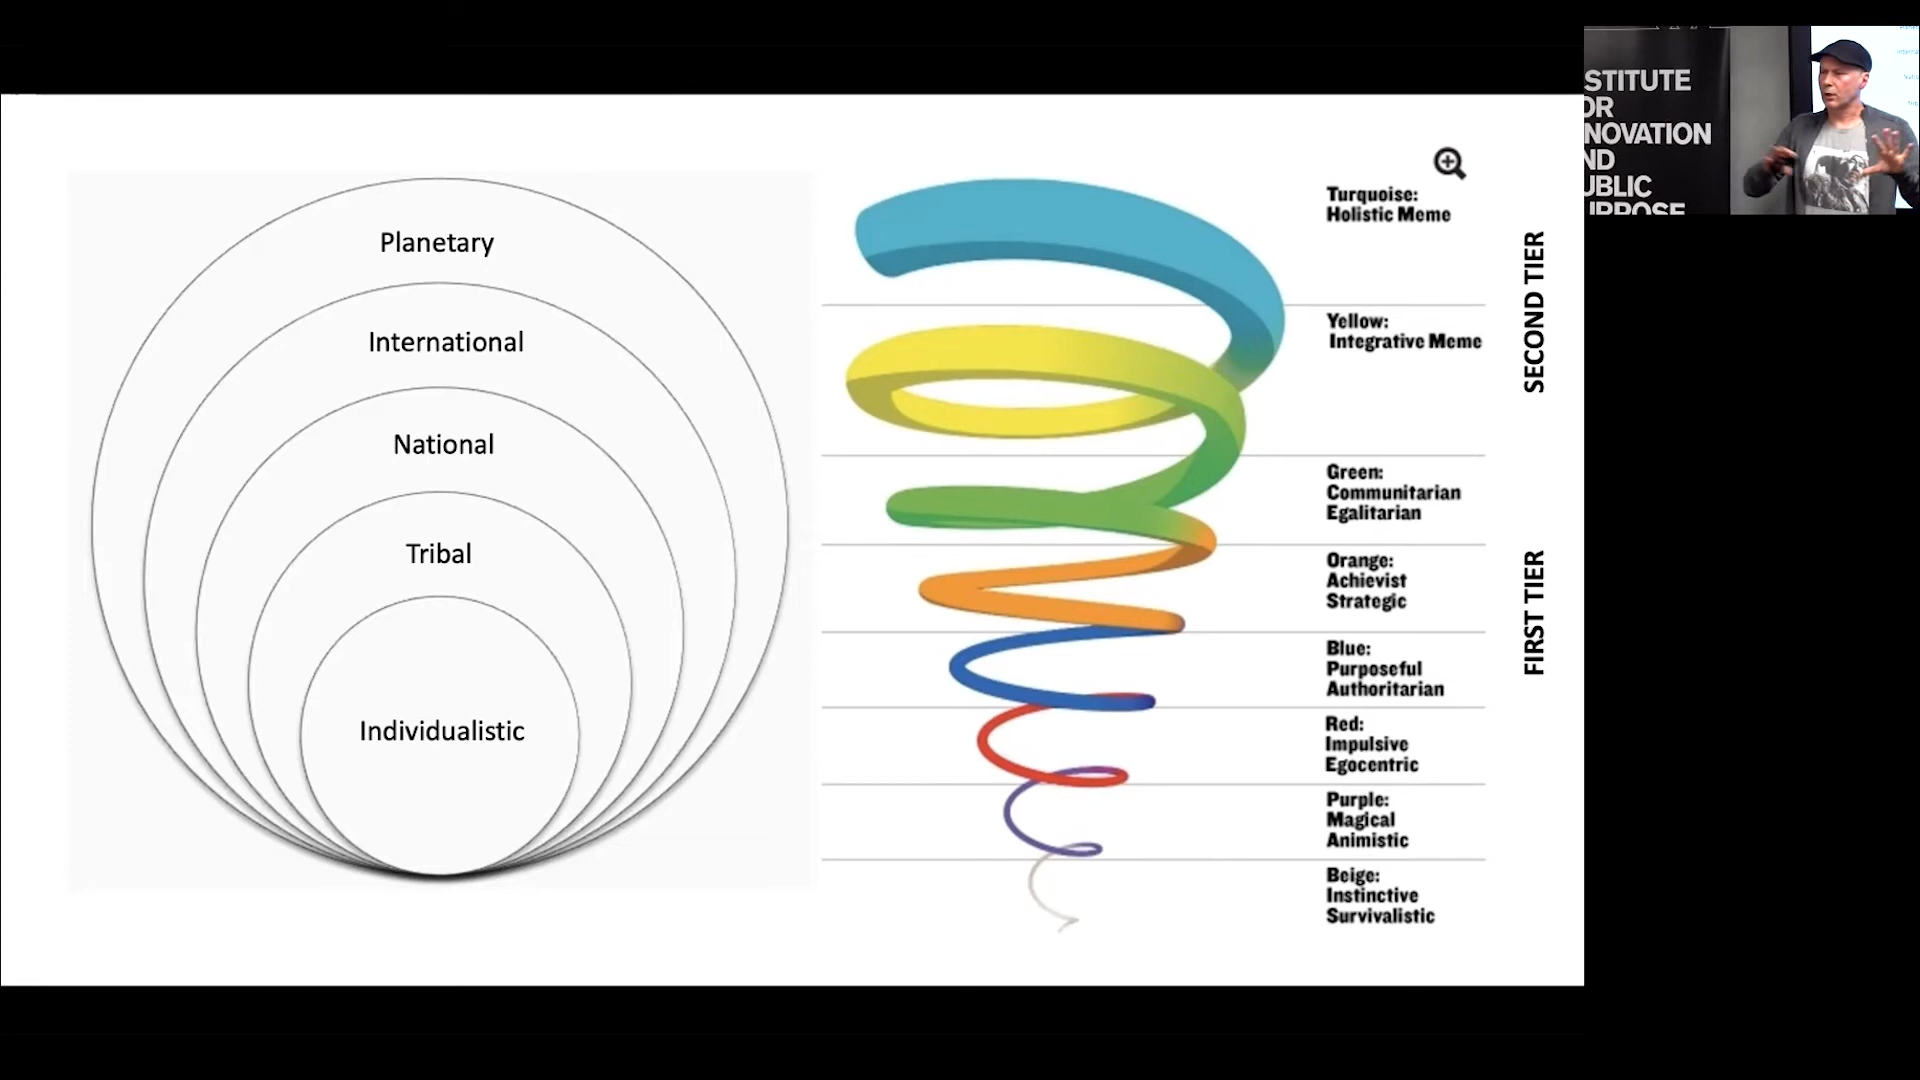 Planetary
International
National
Tribal
Individualistic
Turquoise:
Holistic Meme
Yellow:
Integrative Meme
Green:
Communitarian
Egalitarian
Orange:
Achievist
Strategic
Blue:
Purposeful
Authoritarian
Red:
Impulsive
Egocentric
Purple:
Magical
Animistic
Beige:
Instinctive
Survivalistic
SECOND TIER
FIRST TIER
STITUTE
OR
NOVATION
ND
UBLIC
URPOSE